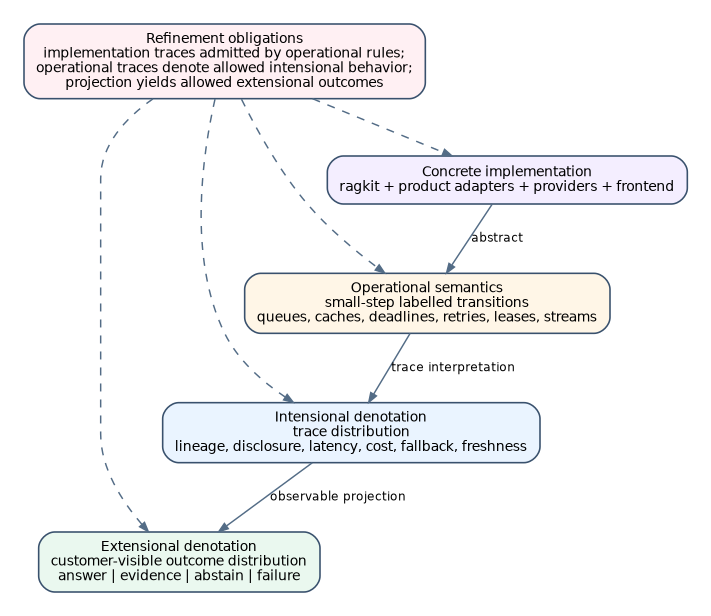 Refinement obligations
implementation traces admitted by operational rules;
operational traces denote allowed intensional behavior;
projection yields allowed extensional outcomes
Concrete implementation
ragkit + product adapters + providers + frontend
abstract
Operational semantics
small-step labelled transitions
queues, caches, deadlines, retries, leases, streams
trace interpretation
Intensional denotation
trace distribution
lineage, disclosure, latency, cost, fallback, freshness
observable projection
Extensional denotation
customer-visible outcome distribution
answer | evidence | abstain | failure